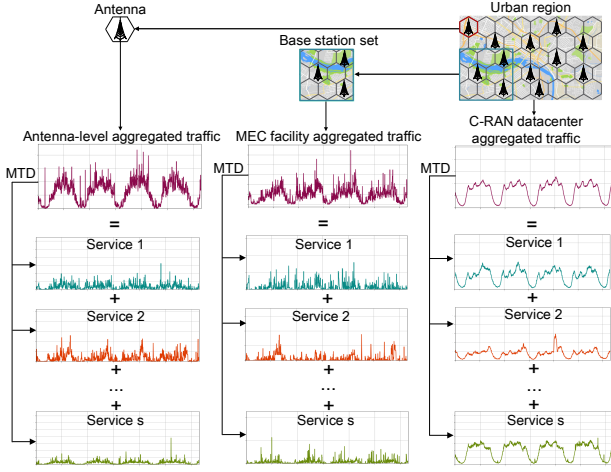 Antenna
Urban region
Base station set
Antenna-level aggregated traffic
MEC facility aggregated traffic
C-RAN datacenter
aggregated traffic
MTD
MTD
MTD
=
=
=
Service 1
Service 1
Service 1
+
+
+
Service 2
Service 2
Service 2
+
+
+
...
...
...
+
+
+
Service s
Service s
Service s